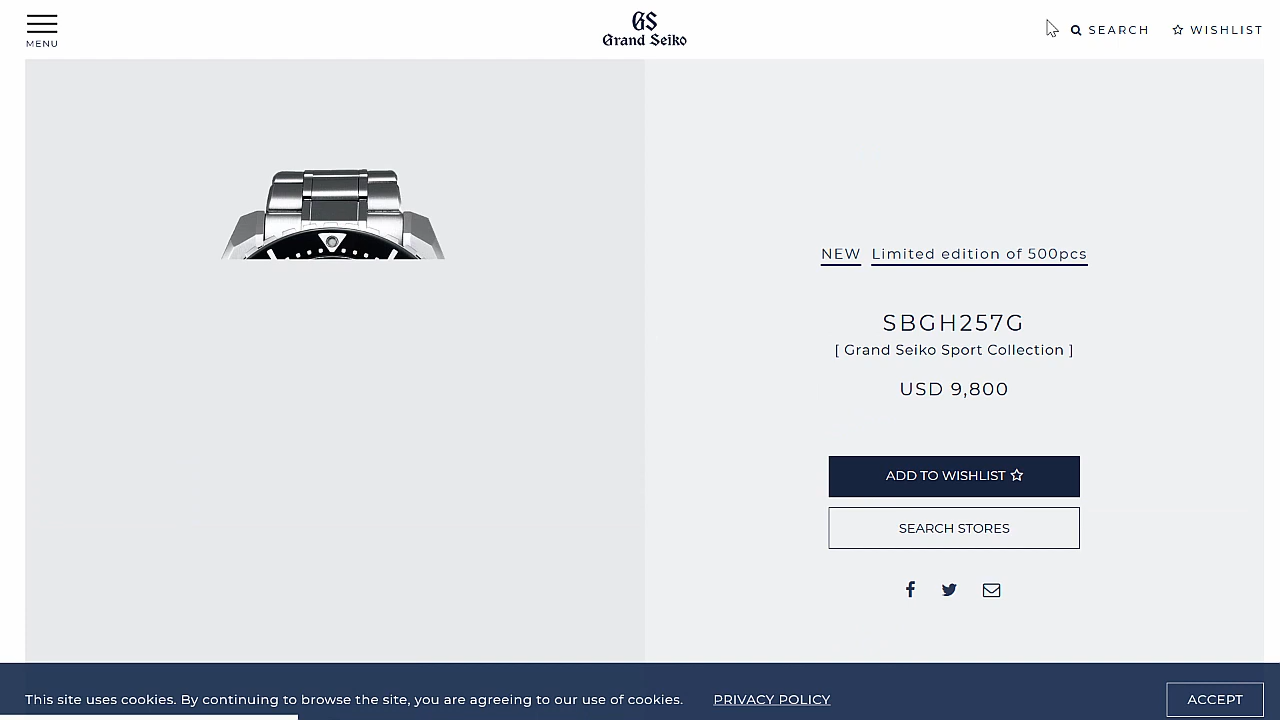 MENU
GS
Grand Seiko
SEARCH
WISHLIST
NEW Limited edition of 500pcs
SBGH257G
[ Grand Seiko Sport Collection ]
USD 9,800
ADD TO WISHLIST
SEARCH STORES
This site uses cookies. By continuing to browse the site, you are agreeing to our use of cookies. PRIVACY POLICY
ACCEPT